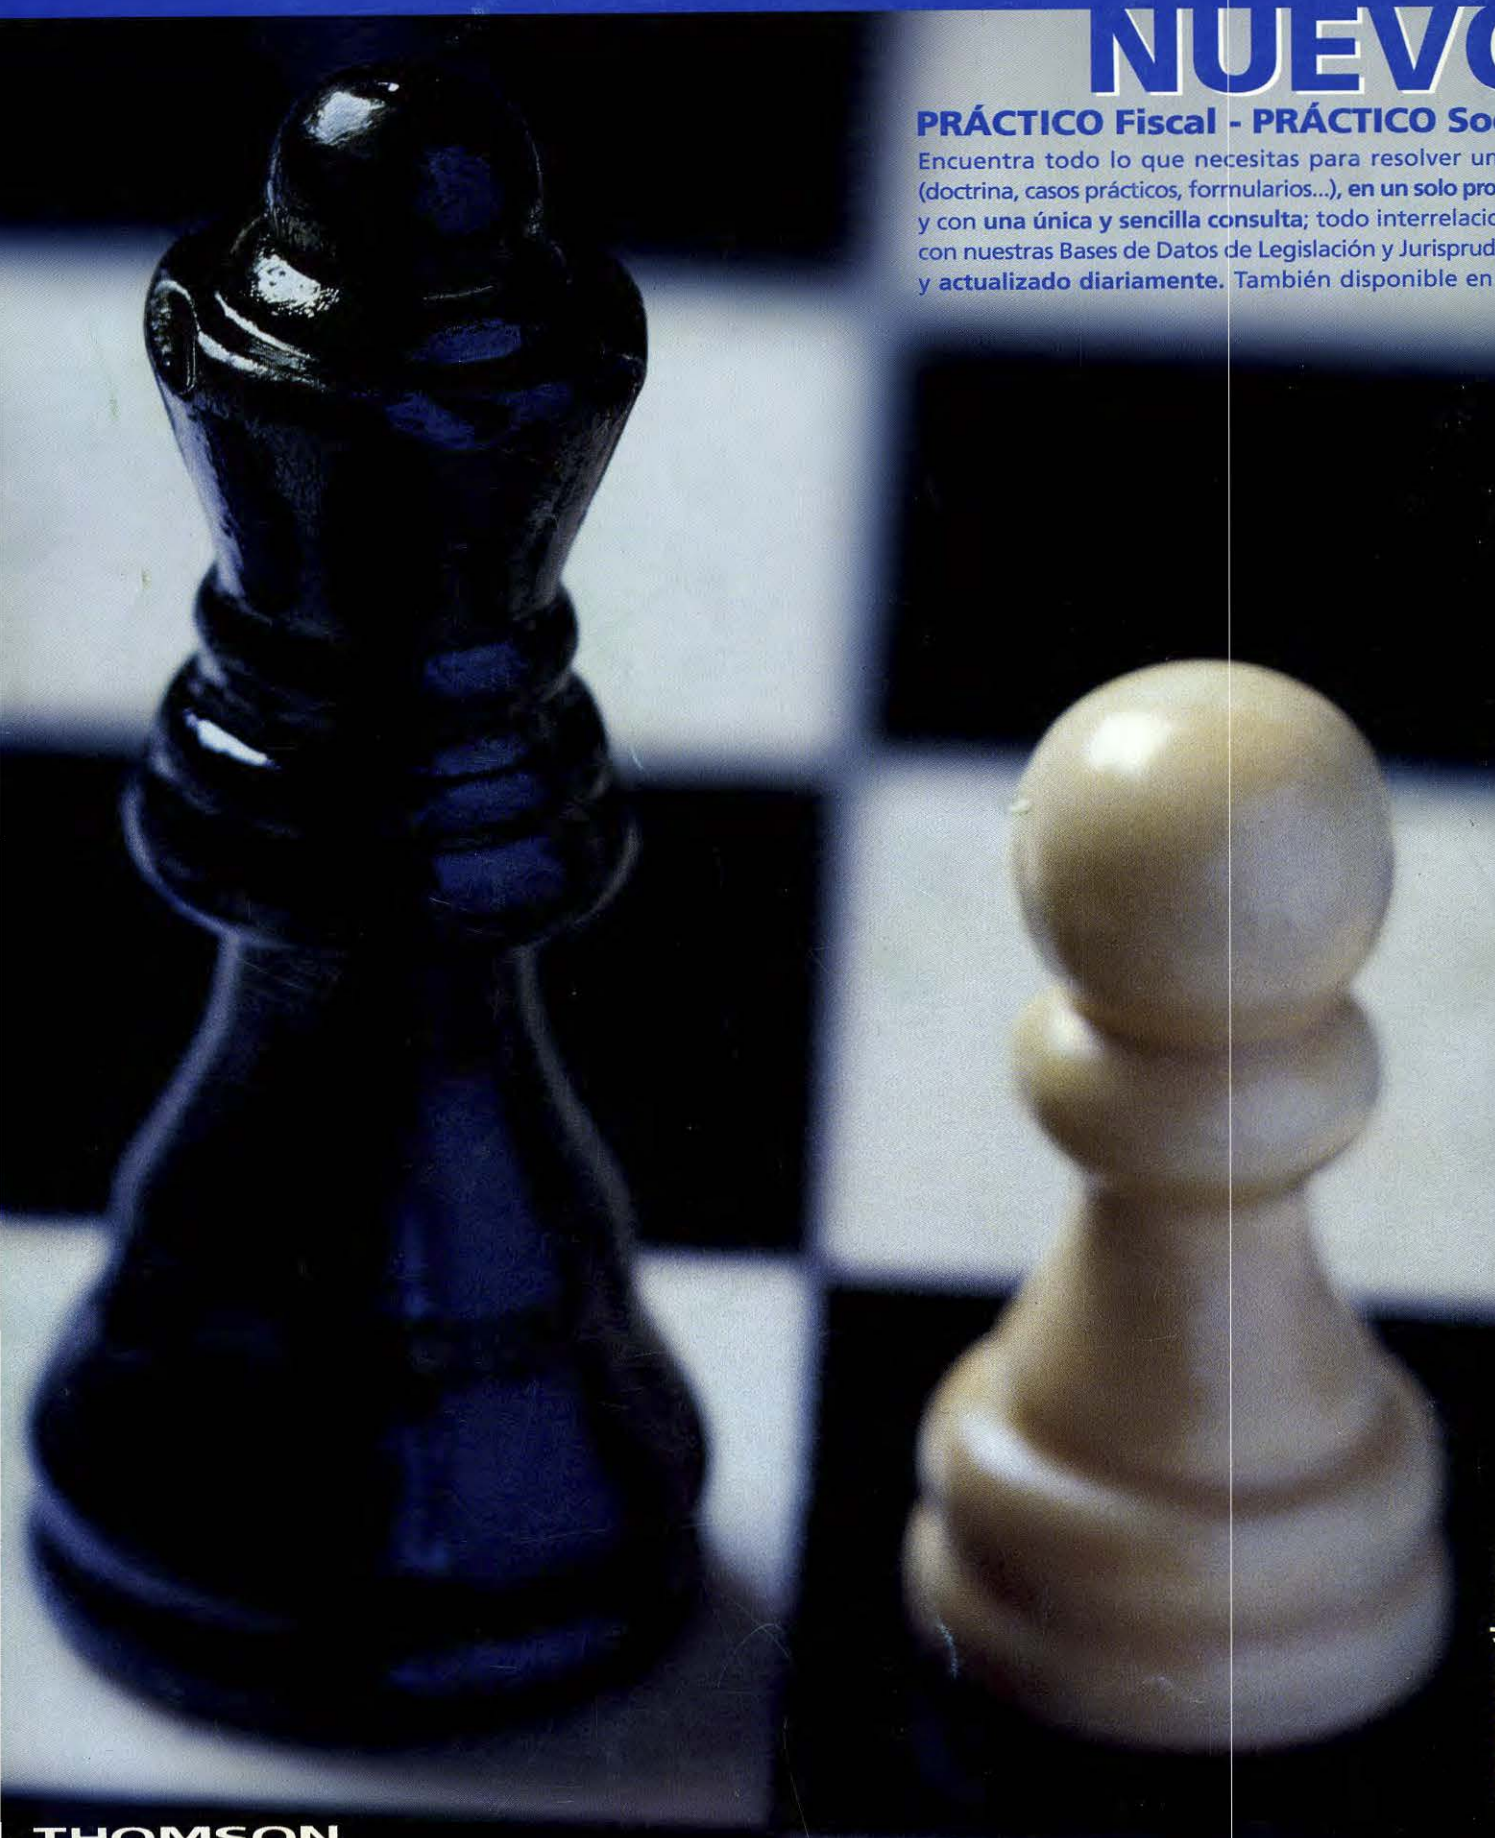 NUEVO
PRÁCTICO Fiscal - PRÁCTICO So
Encuentra todo lo que necesitas para resolver un
(doctrina, casos prácticos, formularios...), en un solo pro
y con una única y sencilla consulta; todo interrelacio
con nuestras Bases de Datos de Legislación y Jurisprud
y actualizado diariamente. También disponible en
THOMSON